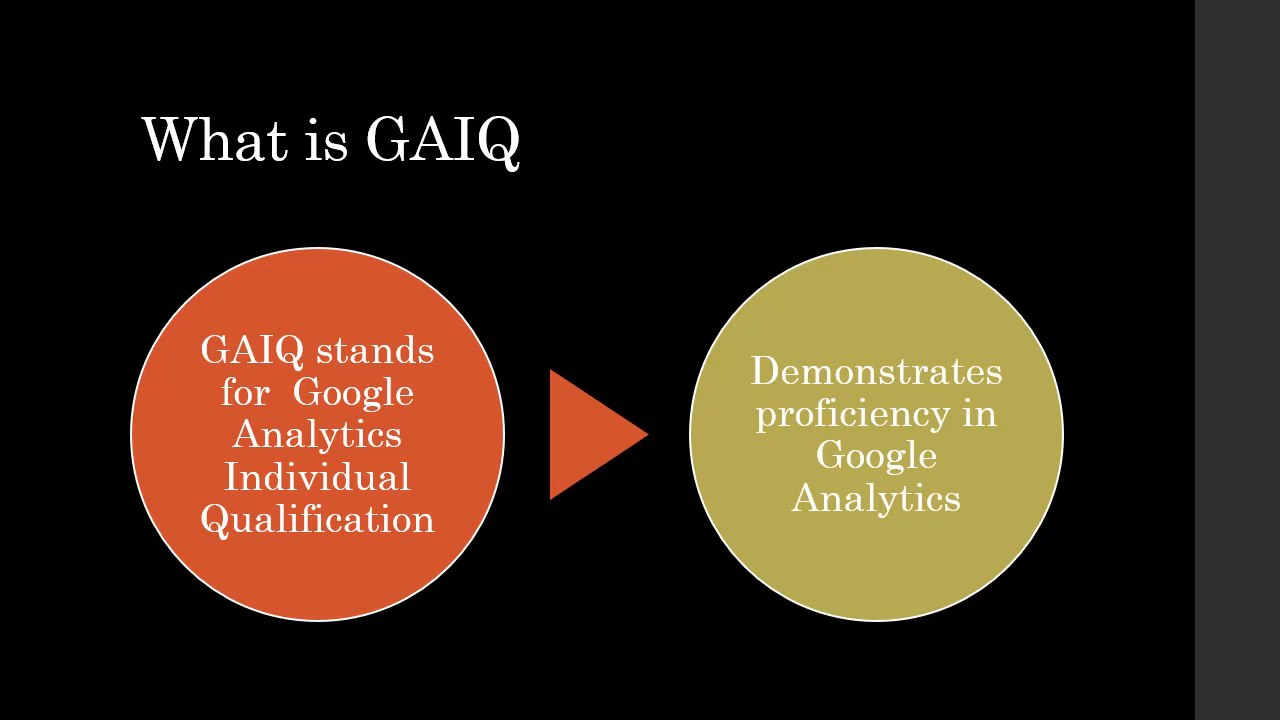 What is GAIQ
GAIQ stands
for  Google
Analytics
Individual
Qualification
Demonstrates
proficiency in
Google
Analytics